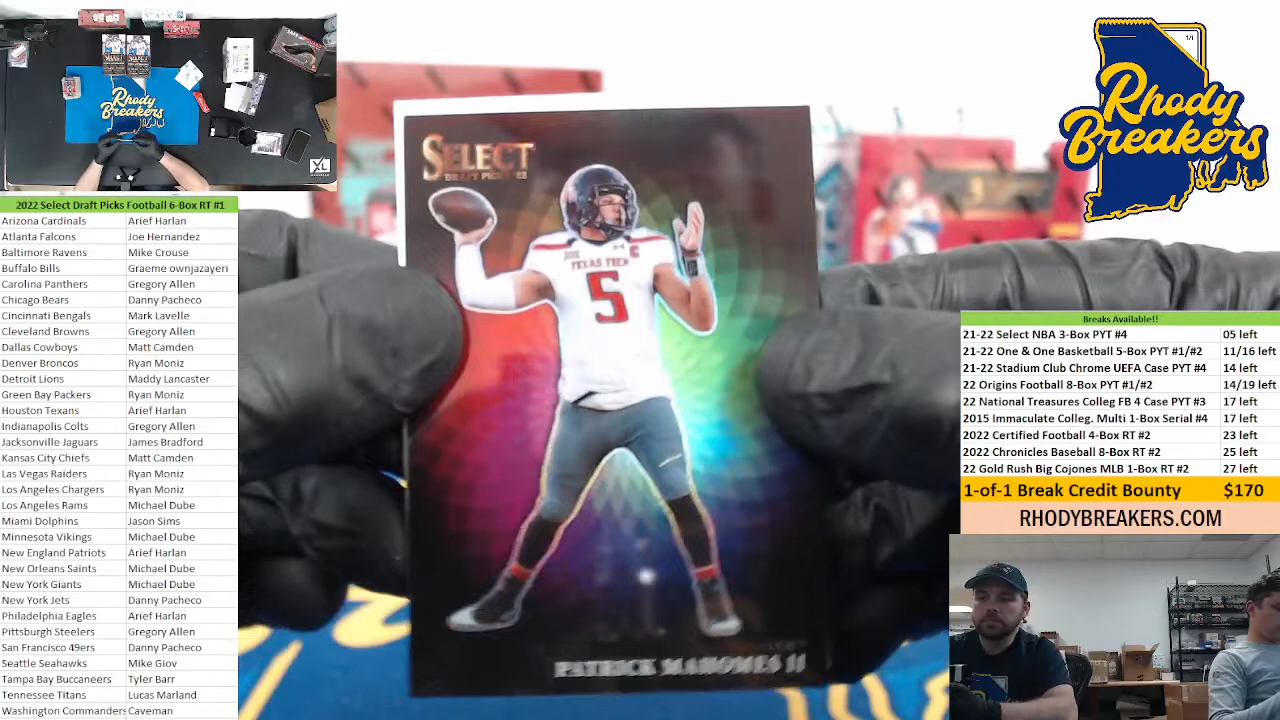 Rhody
Breakers
XL
2022 Select Draft Picks Football 6-Box RT #1
Arizona Cardinals Arief Harlan
Atlanta Falcons Joe Hernandez
Baltimore Ravens Mike Crouse
Buffalo Bills Graeme ownjazayeri
Carolina Panthers Gregory Allen
Chicago Bears Danny Pacheco
Cincinnati Bengals Mark Lavelle
Cleveland Browns Gregory Allen
Dallas Cowboys Matt Camden
Denver Broncos Ryan Moniz
Detroit Lions Maddy Lancaster
Green Bay Packers Ryan Moniz
Houston Texans Arief Harlan
Indianapolis Colts Gregory Allen
Jacksonville Jaguars James Bradford
Kansas City Chiefs Matt Camden
Las Vegas Raiders Ryan Moniz
Los Angeles Chargers Ryan Moniz
Los Angeles Rams Michael Dube
Miami Dolphins Jason Sims
Minnesota Vikings Michael Dube
New England Patriots Arief Harlan
New Orleans Saints Michael Dube
New York Giants Michael Dube
New York Jets Danny Pacheco
Philadelphia Eagles Arief Harlan
Pittsburgh Steelers Gregory Allen
San Francisco 49ers Danny Pacheco
Seattle Seahawks Mike Giov
Tampa Bay Buccaneers Tyler Barr
Tennessee Titans Lucas Marland
Washington Commanders Caveman
SELECT
DRAFT PICKS 22
TEXAS TECH
C
5
PATRICK MAHOMES II
1/1
Rhody
Breakers
Breaks Available!!
21-22 Select NBA 3-Box PYT #4 05 left
21-22 One & One Basketball 5-Box PYT #1/#2 11/16 left
21-22 Stadium Club Chrome UEFA Case PYT #4 14 left
22 Origins Football 8-Box PYT #1/#2 14/19 left
22 National Treasures Colleg FB 4 Case PYT #3 17 left
2015 Immaculate Colleg. Multi 1-Box Serial #4 17 left
2022 Certified Football 4-Box RT #2 23 left
2022 Chronicles Baseball 8-Box RT #2 25 left
22 Gold Rush Big Cojones MLB 1-Box RT #2 27 left
1-of-1 Break Credit Bounty $170
RHODYBREAKERS.COM